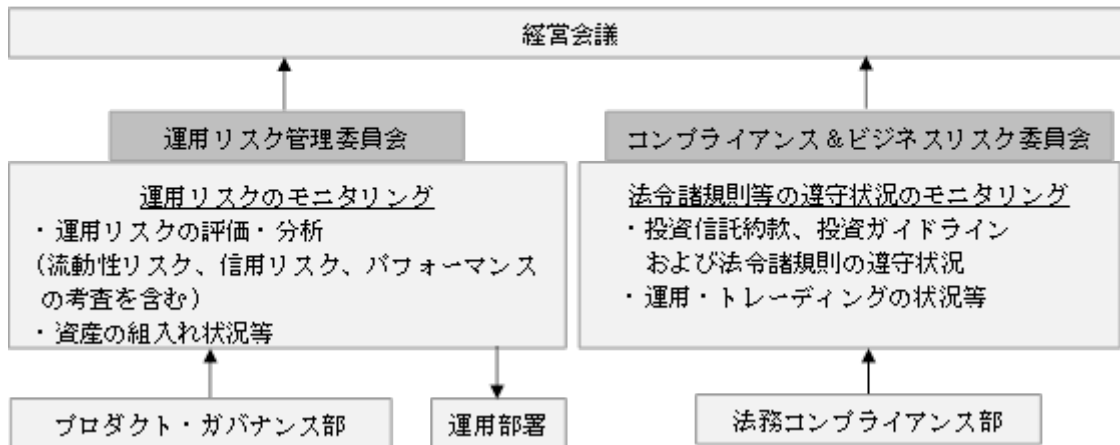 経営会議
運用リスク管理委員会
運用リスクのモニタリング
・運用リスクの評価・分析
(流動性リスク、信用リスク、パフォーマンス
の考査を含む)
・資産の組入れ状況等
プロダクト・ガバナンス部
運用部署
コンプライアンス&ビジネスリスク委員会
法令諸規則等の遵守状況のモニタリング
・投資信託約款、投資ガイドライン
および法令諸規則の遵守状況
・運用・トレーディングの状況等
法務コンプライアンス部